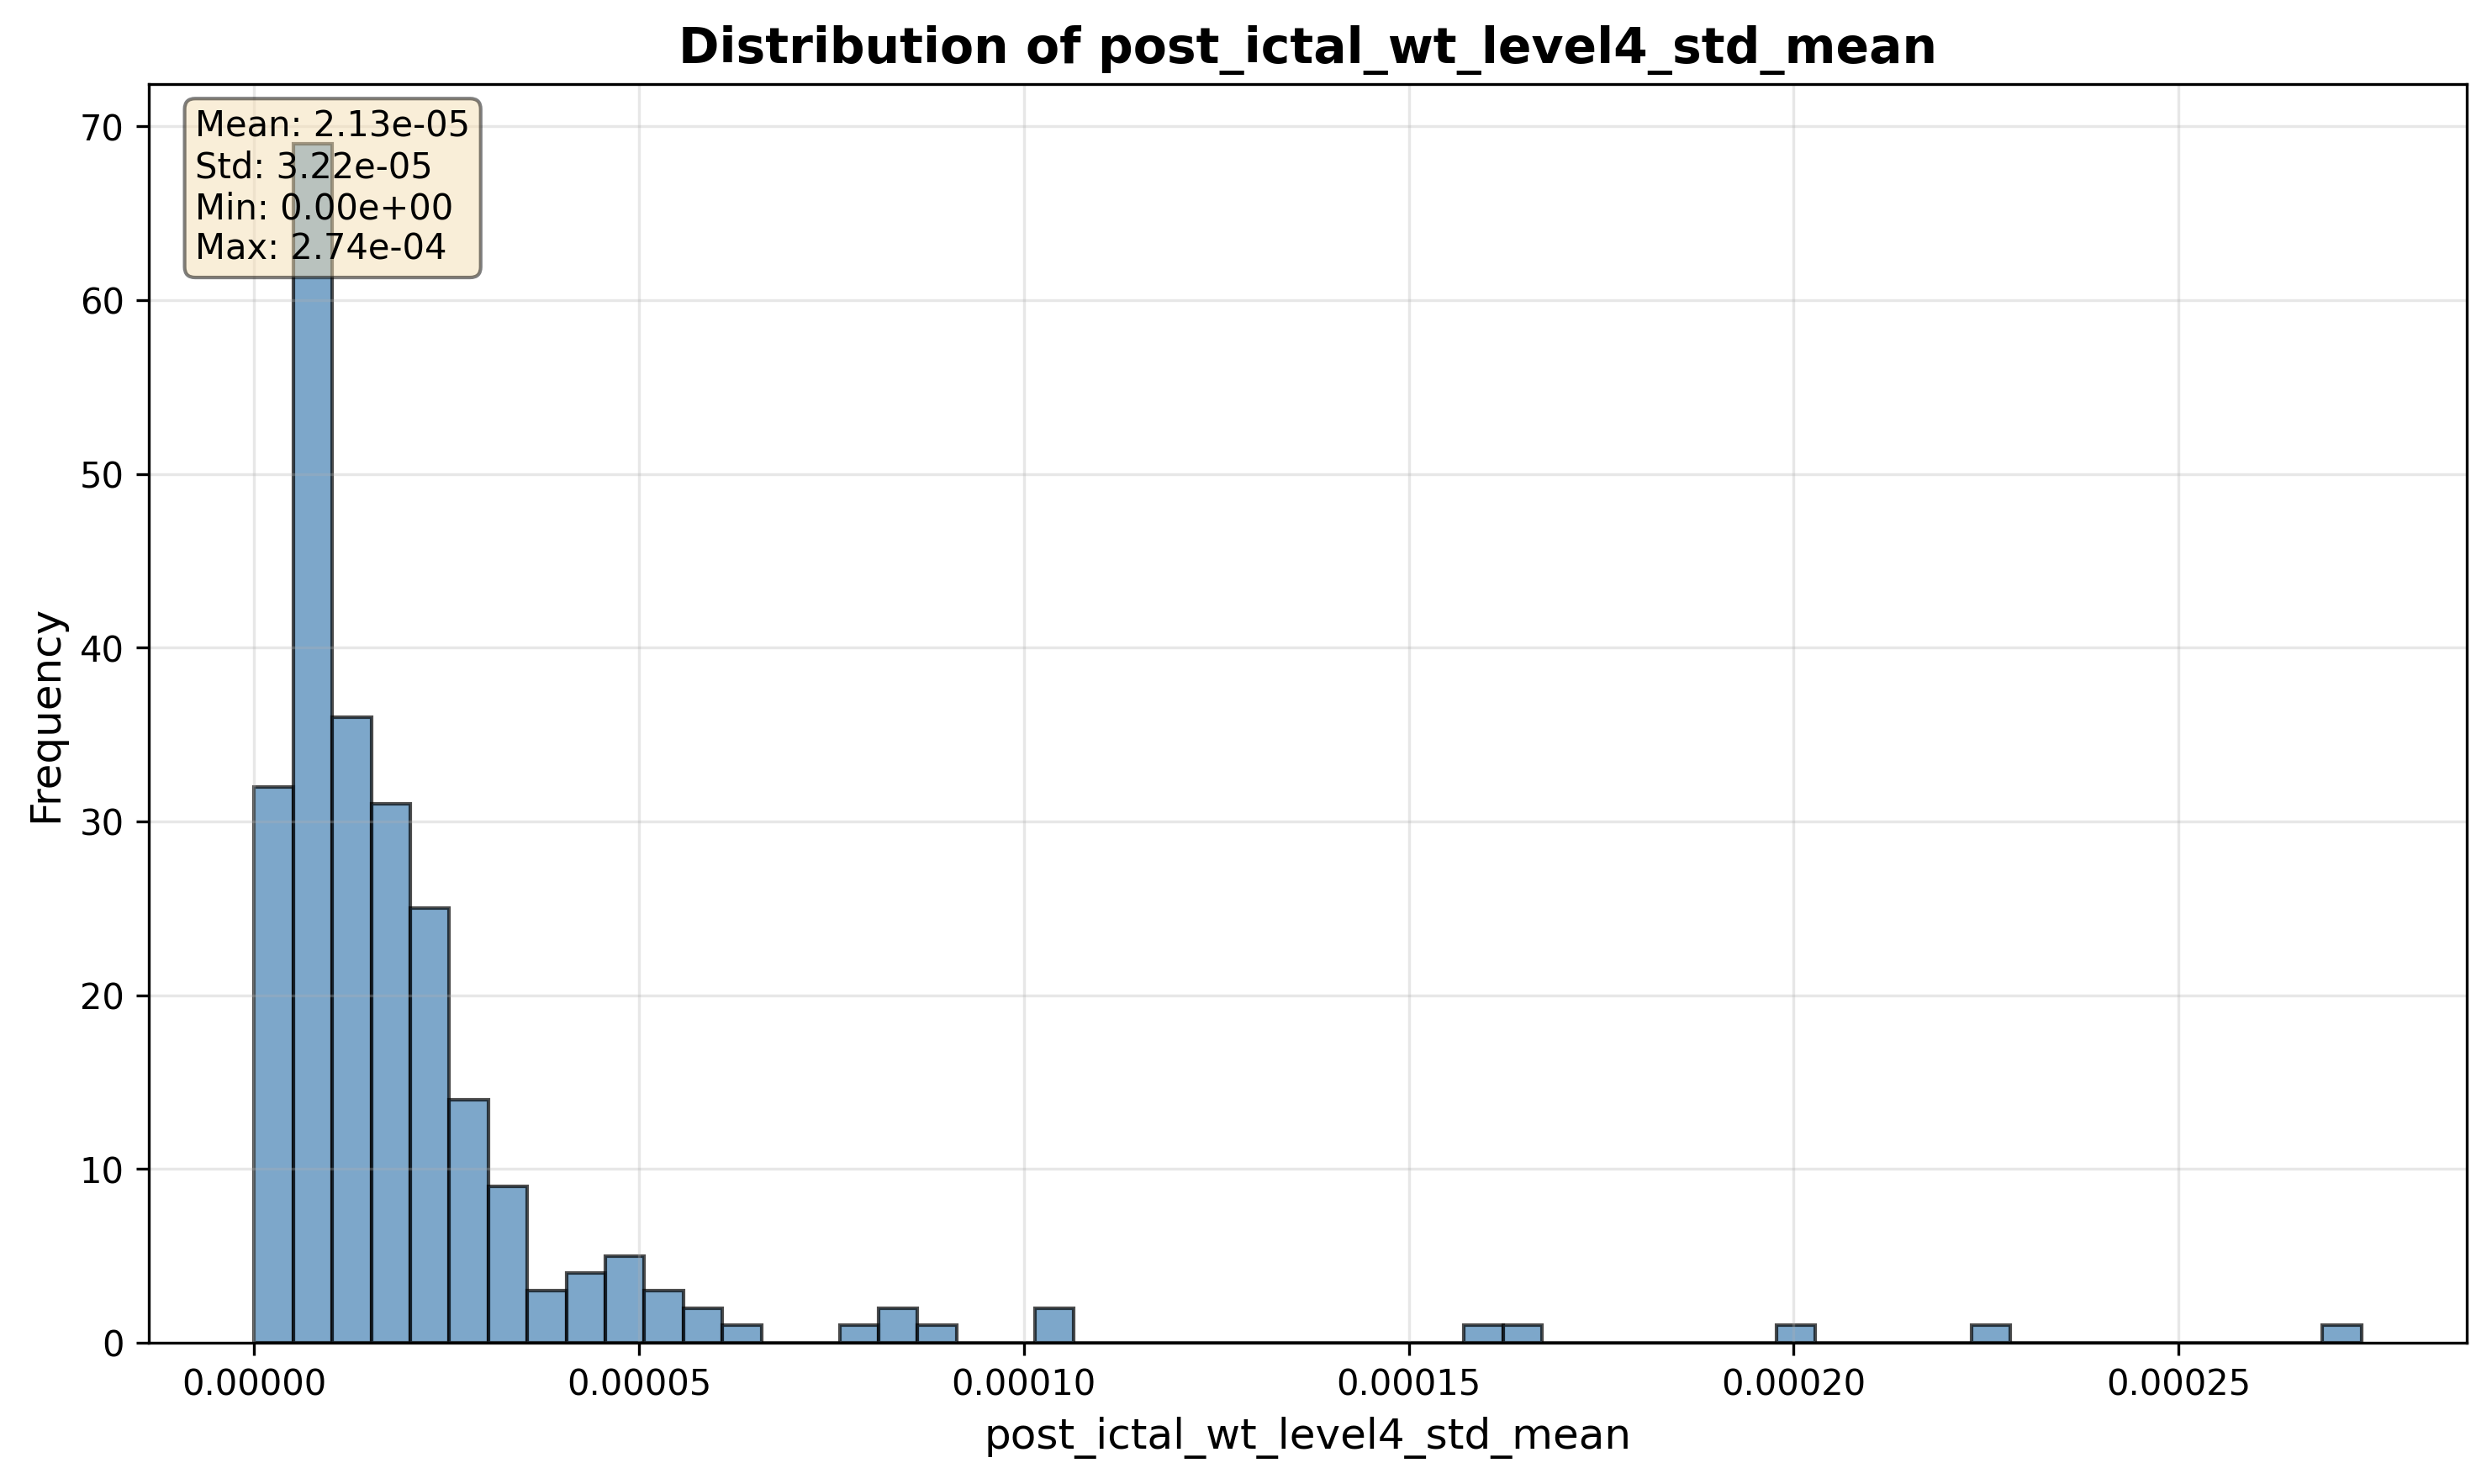 Distribution of post_ictal_wt_level4_std_mean
Mean: 2.13e-05
Std: 3.22e-05
Min: 0.00e+00
Max: 2.74e-04
Frequency
70
60
50
40
30
20
10
0
0.00000 0.00005 0.00010 0.00015 0.00020 0.00025
post_ictal_wt_level4_std_mean